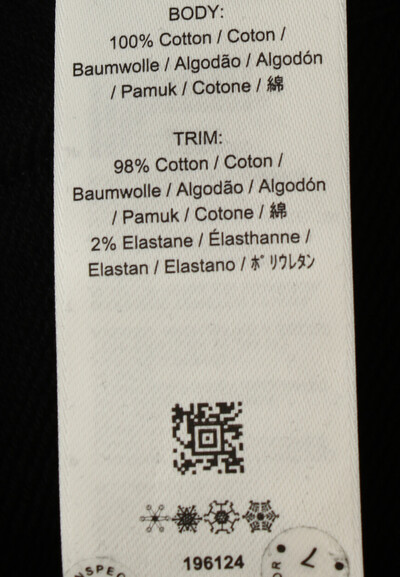 BODY:
100% Cotton / Coton /
Baumwolle / Algodão / Algodón
/ Pamuk / Cotone / 綿
TRIM:
98% Cotton / Coton /
Baumwolle / Algodão / Algodón
/ Pamuk / Cotone / 綿
2% Elastane / Élasthanne /
Elastan / Elastano / ﾎﾟﾘｳﾚﾀﾝ
196124
7